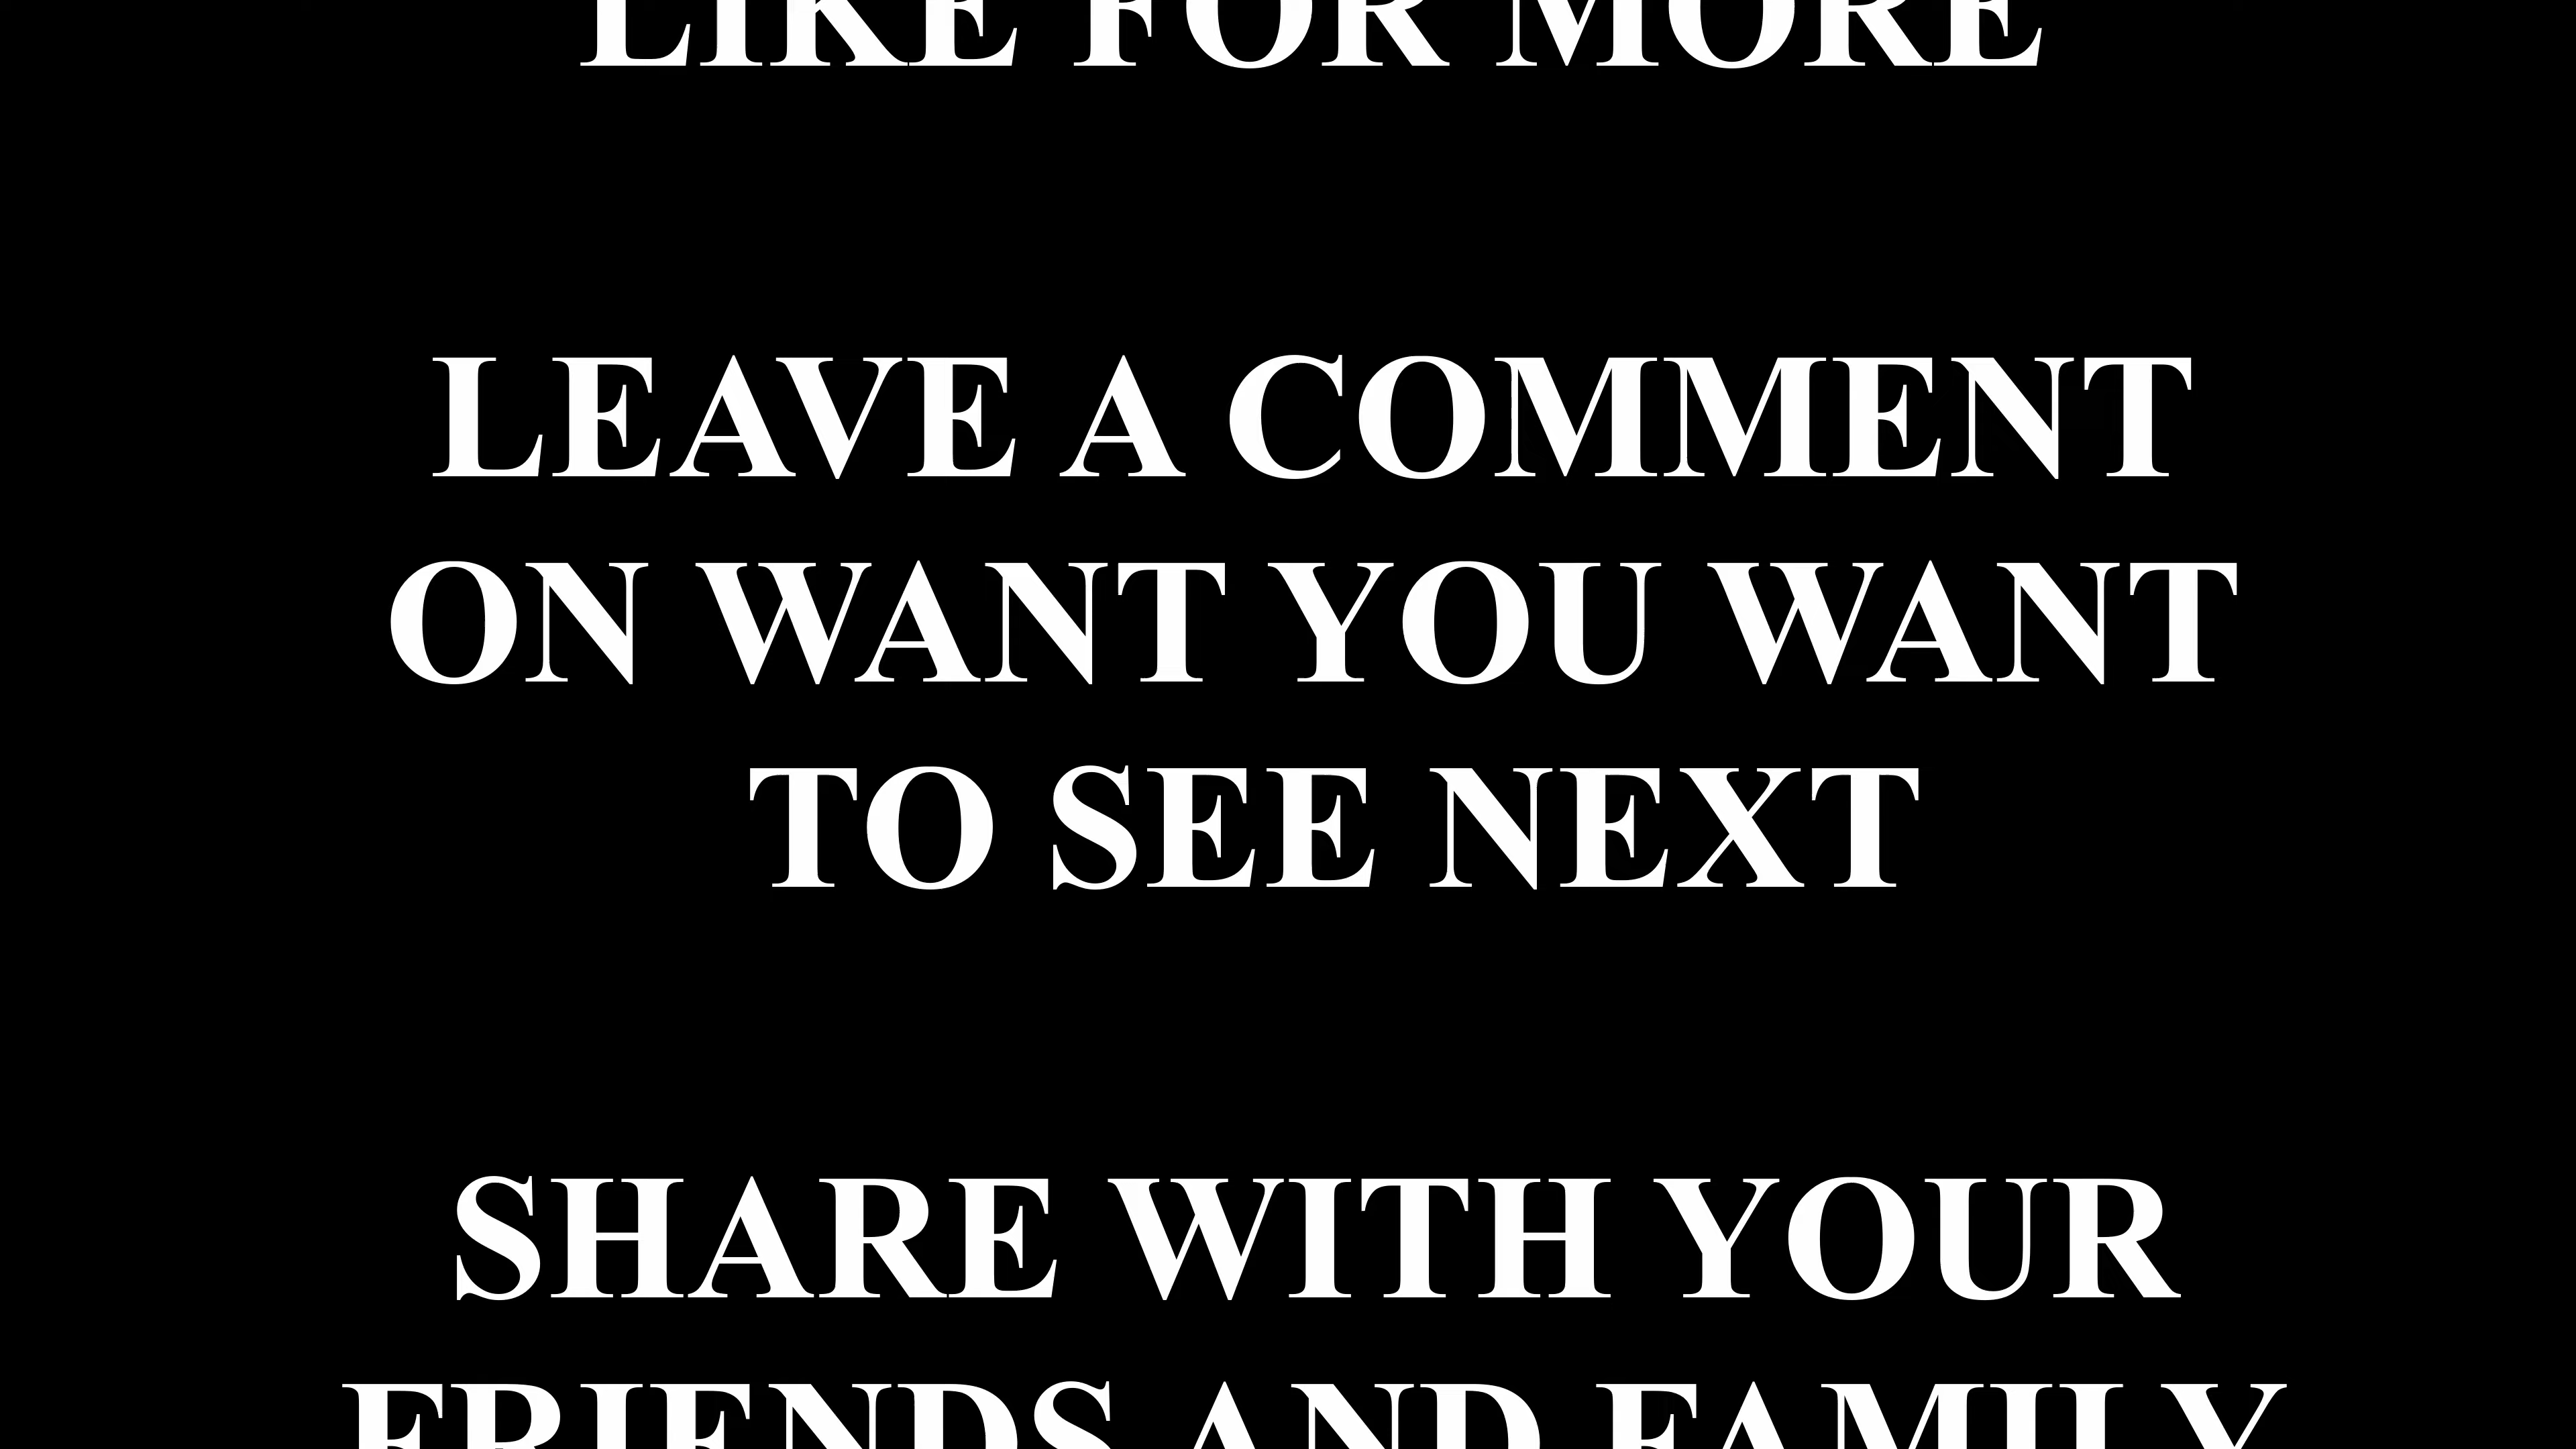 LIKE FOR MORE
LEAVE A COMMENT
ON WANT YOU WANT
TO SEE NEXT
SHARE WITH YOUR
FRIENDS AND FAMILY